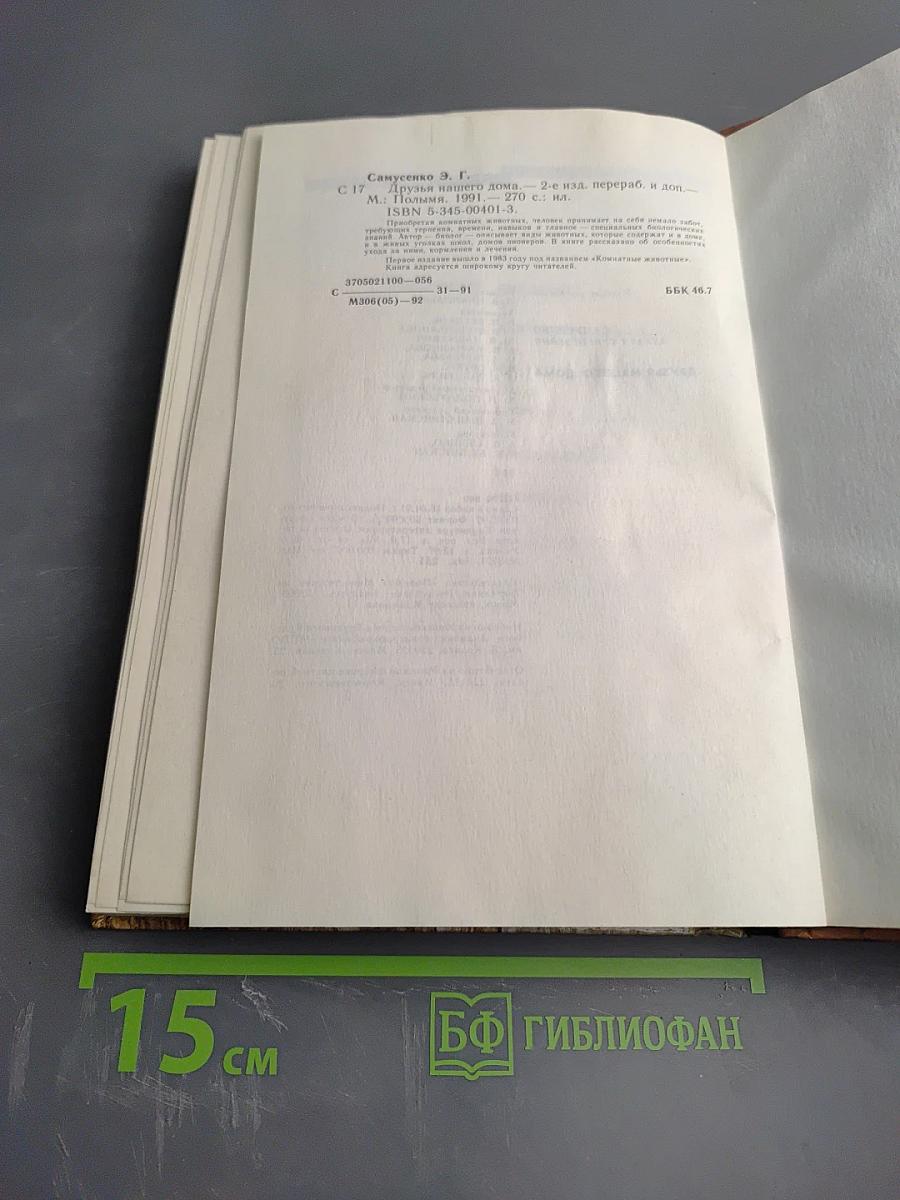 Самусенко Э. Г.
С 17 Друзья нашего дома.— 2-е изд. перераб. и доп.—
М.: Полымя. 1991.— 270 с.: ил.
ISBN 5-345-00401-3.
Приобретая комнатных животных, человек принимает на себя немало забот,
требующих терпения, времени, навыков и главное — специальных биологических
знаний. Автор — биолог — описывает виды животных, которые содержат и в доме,
и в живых уголках школ, домов пионеров. В книге рассказано об особенностях
ухода за ними, кормления и лечения.
Первое издание вышло в 1983 году под названием «Комнатные животные».
Книга адресуется широкому кругу читателей.
3705021100—056
С 31—91 ББК 46.7
М306(05)—92
15 см
БФ ГИБЛИОФАН